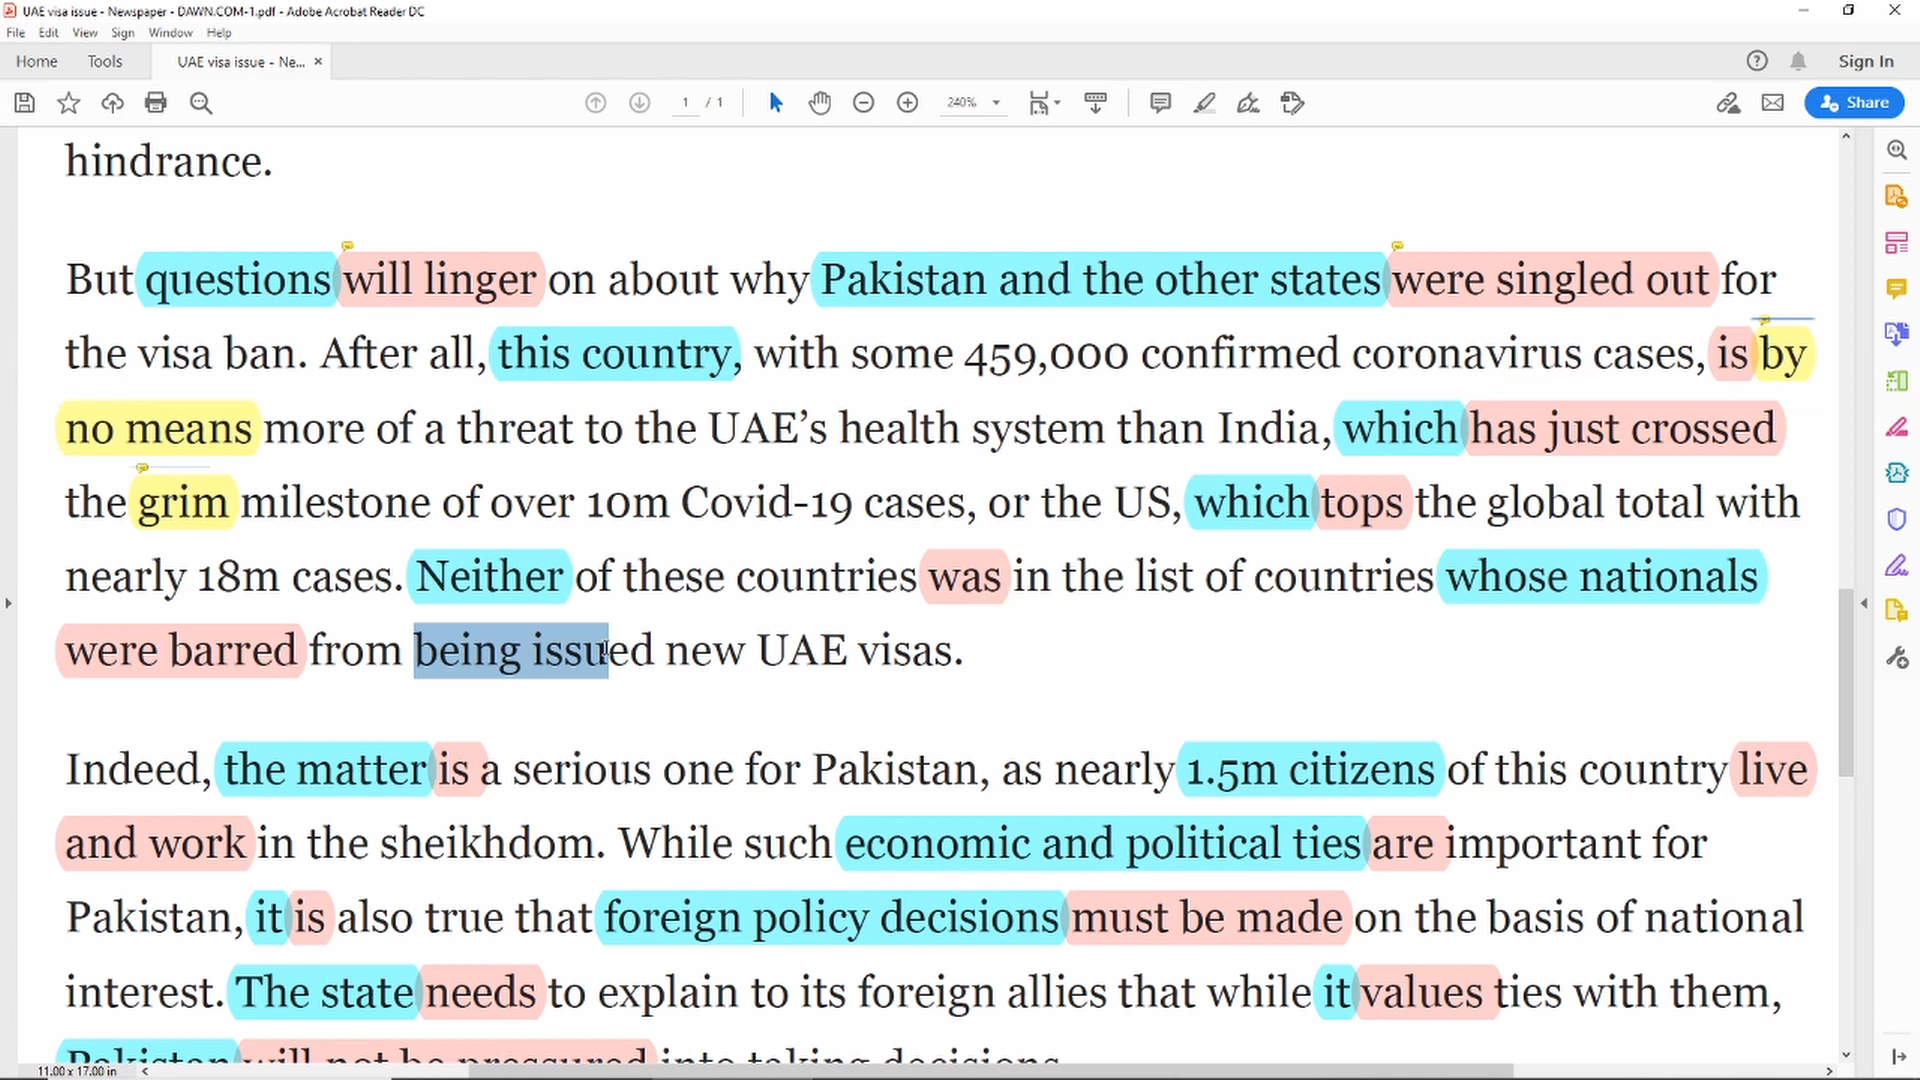 UAE visa issue - Newspaper - DAWN.COM-1.pdf - Adobe Acrobat Reader DC
File Edit View Sign Window Help
Home Tools UAE visa issue - Ne... × Sign In
1 / 1 240% Share
hindrance.
But questions will linger on about why Pakistan and the other states were singled out for
the visa ban. After all, this country, with some 459,000 confirmed coronavirus cases, is by
no means more of a threat to the UAE’s health system than India, which has just crossed
the grim milestone of over 10m Covid-19 cases, or the US, which tops the global total with
nearly 18m cases. Neither of these countries was in the list of countries whose nationals
were barred from being issued new UAE visas.
Indeed, the matter is a serious one for Pakistan, as nearly 1.5m citizens of this country live
and work in the sheikhdom. While such economic and political ties are important for
Pakistan, it is also true that foreign policy decisions must be made on the basis of national
interest. The state needs to explain to its foreign allies that while it values ties with them,
Pakistan will not be pressured into taking decisions
11.00 x 17.00 in